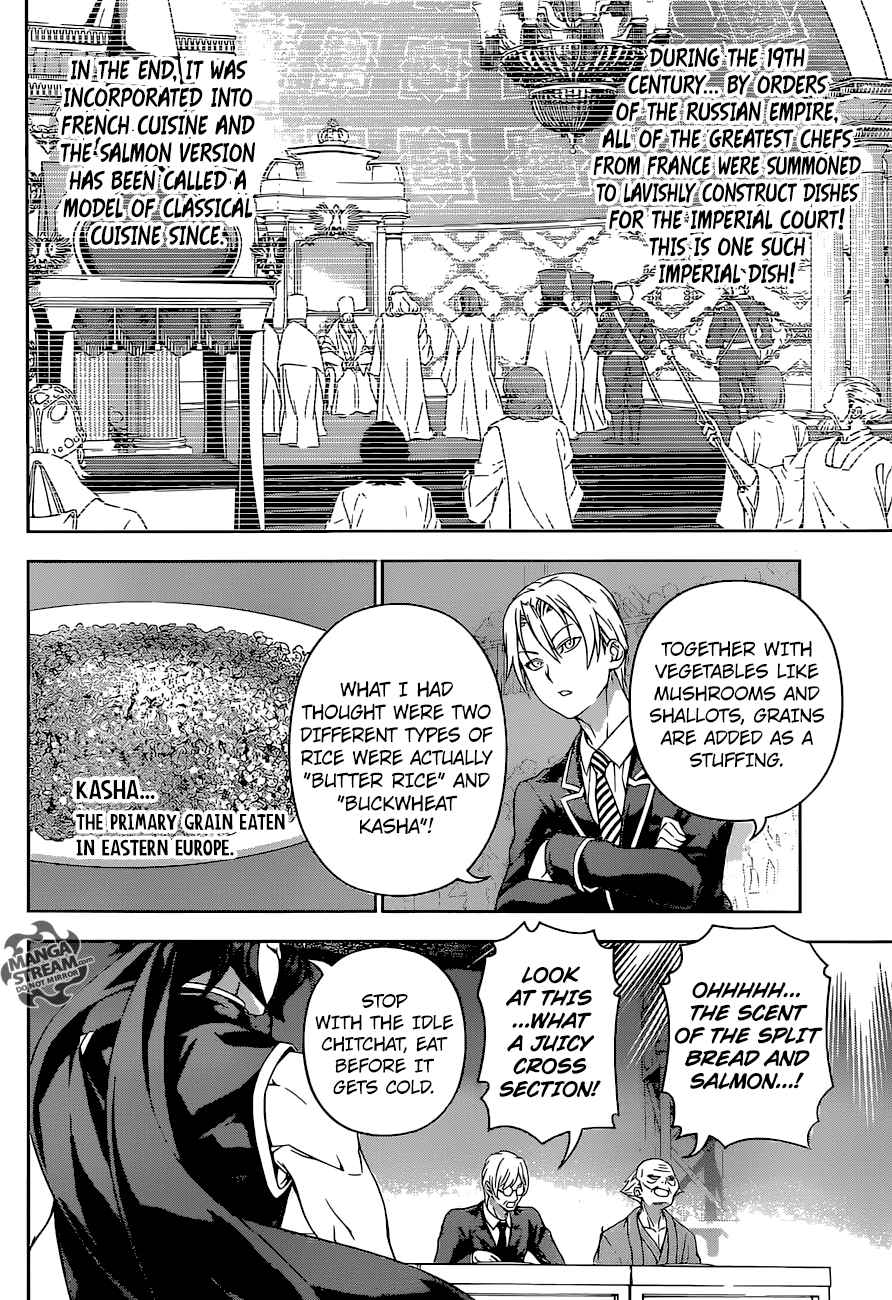 DURING THE 19TH
CENTURY... BY ORDERS
OF THE RUSSIAN EMPIRE,
ALL OF THE GREATEST CHEFS
FROM FRANCE WERE SUMMONED
TO LAVISHLY CONSTRUCT DISHES
FOR THE IMPERIAL COURT!
THIS IS ONE SUCH
IMPERIAL DISH!
IN THE END, IT WAS
INCORPORATED INTO
FRENCH CUISINE AND
THE SALMON VERSION
HAS BEEN CALLED A
MODEL OF CLASSICAL
CUISINE SINCE.
TOGETHER WITH
VEGETABLES LIKE
MUSHROOMS AND
SHALLOTS, GRAINS
ARE ADDED AS A
STUFFING.
WHAT I HAD
THOUGHT WERE TWO
DIFFERENT TYPES OF
RICE WERE ACTUALLY
"BUTTER RICE" AND
"BUCKWHEAT
KASHA"!
KASHA...
THE PRIMARY GRAIN EATEN
IN EASTERN EUROPE.
OHHHHH...
THE SCENT
OF THE SPLIT
BREAD AND
SALMON...!
LOOK
AT THIS
...WHAT
A JUICY
CROSS
SECTION!
STOP
WITH THE IDLE
CHITCHAT, EAT
BEFORE IT
GETS COLD.
MANGA
STREAM.com
DO NOT MIRROR